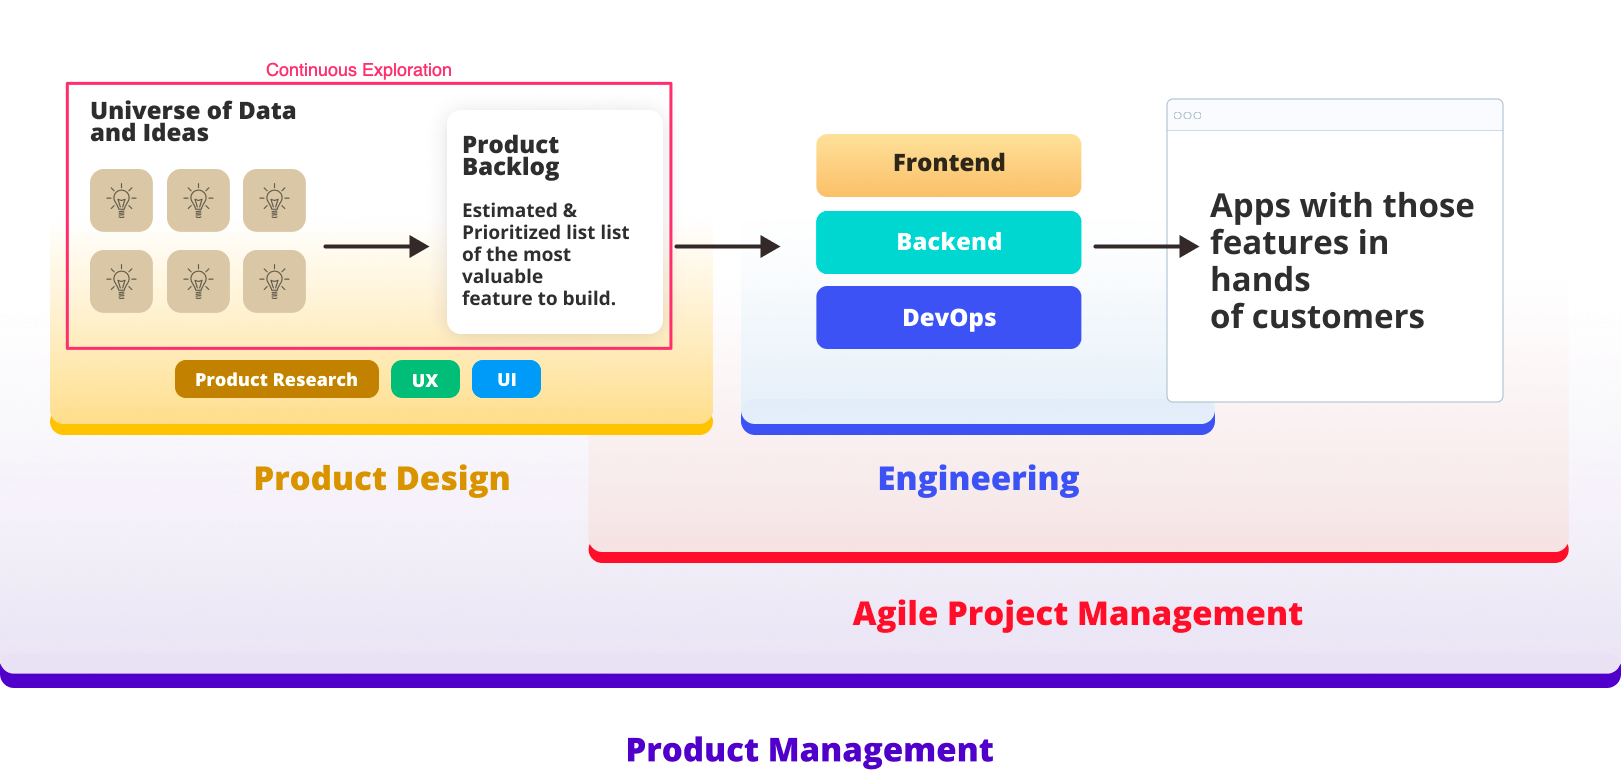 Continuous Exploration
Universe of Data
and Ideas
Product
Backlog
Estimated &
Prioritized list list
of the most
valuable
feature to build.
Product Research
UX
UI
Product Design
Frontend
Backend
DevOps
Engineering
Apps with those
features in
hands
of customers
Agile Project Management
Product Management